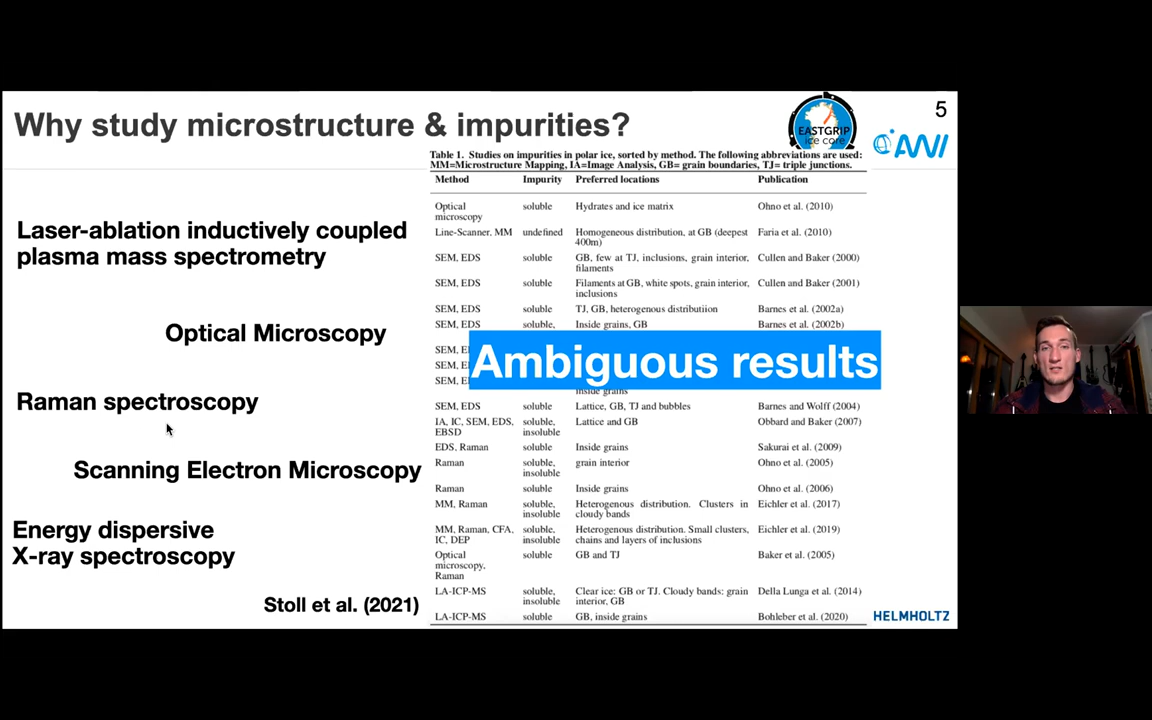 Why study microstructure & impurities?
EASTGRIP
ice core
AWI
5
Laser-ablation inductively coupled
plasma mass spectrometry
Optical Microscopy
Raman spectroscopy
Scanning Electron Microscopy
Energy dispersive
X-ray spectroscopy
Stoll et al. (2021)
Table 1. Studies on impurities in polar ice, sorted by method. The following abbreviations are used:
MM=Microstructure Mapping, IA=Image Analysis, GB= grain boundaries, TJ= triple junctions.
Method Impurity Preferred locations Publication
Optical soluble Hydrates and ice matrix Ohno et al. (2010)
microscopy
Line-Scanner, MM undefined Homogeneous distribution, at GB (deepest Faria et al. (2010)
400m)
SEM, EDS soluble GB, few at TJ, inclusions, grain interior, Cullen and Baker (2000)
filaments
SEM, EDS soluble Filaments at GB, white spots, grain interior, Cullen and Baker (2001)
inclusions
SEM, EDS soluble TJ, GB, heterogenous distributiion Barnes et al. (2002a)
SEM, EDS soluble, Inside grains, GB Barnes et al. (2002b)
SEM,
SEM,
SEM,
Ambiguous results
inside grains
SEM, EDS soluble Lattice, GB, TJ and bubbles Barnes and Wolff (2004)
IA, IC, SEM, EDS, soluble, Lattice and GB Obbard and Baker (2007)
EBSD insoluble
EDS, Raman soluble Inside grains Sakurai et al. (2009)
Raman soluble, grain interior Ohno et al. (2005)
insoluble
Raman soluble Inside grains Ohno et al. (2006)
MM, Raman soluble, Heterogenous distribution. Clusters in Eichler et al. (2017)
insoluble cloudy bands
MM, Raman, CFA, soluble, Heterogenous distribution. Small clusters, Eichler et al. (2019)
IC, DEP insoluble chains and layers of inclusions
Optical soluble GB and TJ Baker et al. (2005)
microscopy,
Raman
LA-ICP-MS soluble, Clear ice: GB or TJ. Cloudy bands: grain Della Lunga et al. (2014)
insoluble interior, GB
LA-ICP-MS soluble GB, inside grains Bohleber et al. (2020)
HELMHOLTZ